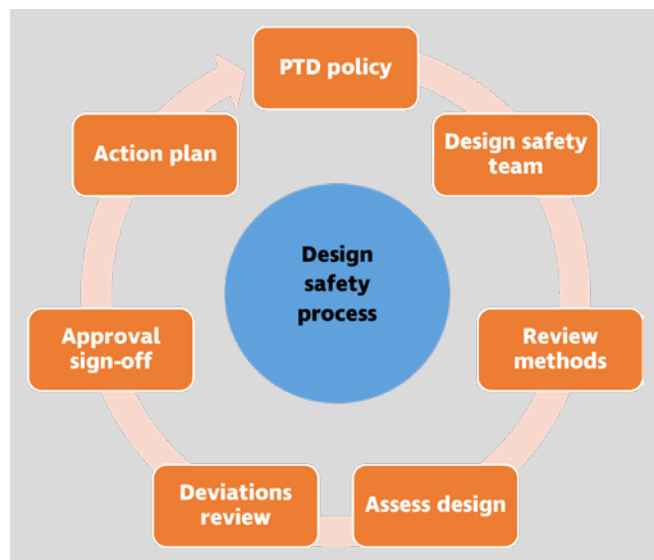 PTD policy
Design safety
team
Review
methods
Assess design
Deviations
review
Approval
sign-off
Action plan
Design
safety
process